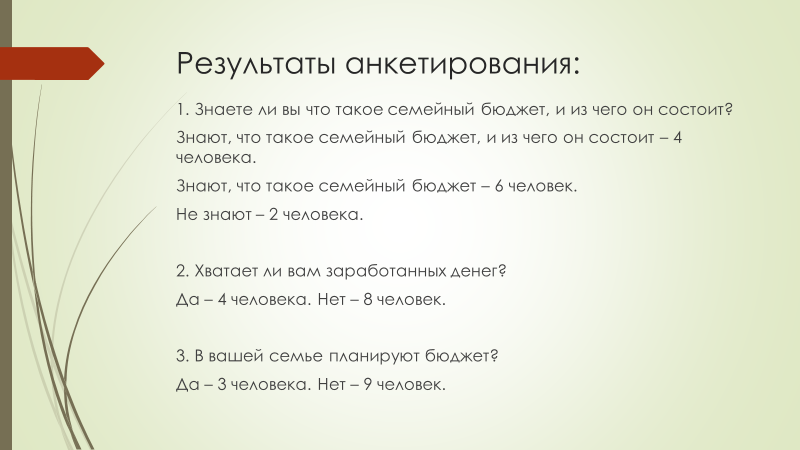 Результаты анкетирования:
1. Знаете ли вы что такое семейный бюджет, и из чего он состоит?
Знают, что такое семейный бюджет, и из чего он состоит – 4
человека.
Знают, что такое семейный бюджет – 6 человек.
Не знают – 2 человека.
2. Хватает ли вам заработанных денег?
Да – 4 человека. Нет – 8 человек.
3. В вашей семье планируют бюджет?
Да – 3 человека. Нет – 9 человек.